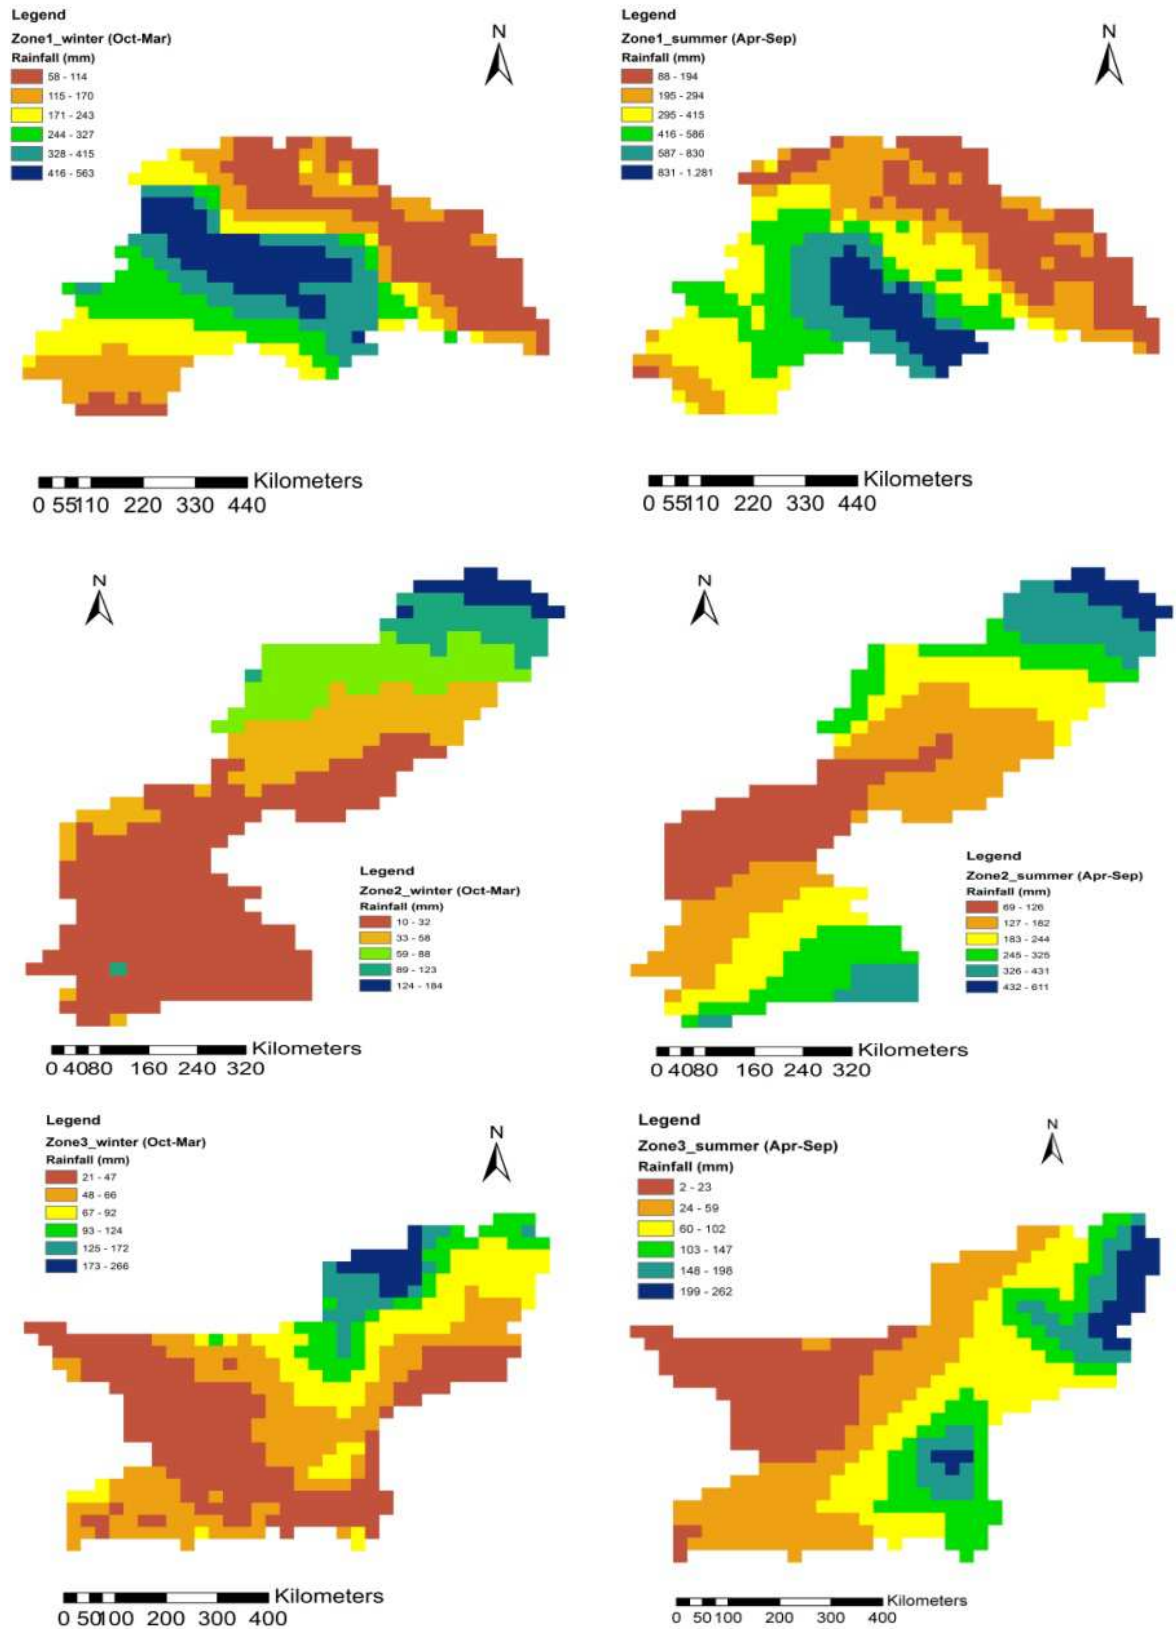 Legend
Zone1_winter (Oct-Mar)
Rainfall (mm)
58 - 114
115 - 170
171 - 243
244 - 327
328 - 415
416 - 563
N
Kilometers
0 55110 220 330 440
Legend
Zone1_summer (Apr-Sep)
Rainfall (mm)
88 - 194
195 - 294
295 - 415
416 - 586
587 - 830
831 - 1.281
N
Kilometers
0 55110 220 330 440
N
Legend
Zone2_winter (Oct-Mar)
Rainfall (mm)
10 - 32
33 - 58
59 - 88
89 - 123
124 - 184
Kilometers
0 4080 160 240 320
N
Legend
Zone2_summer (Apr-Sep)
Rainfall (mm)
69 - 126
127 - 182
183 - 244
245 - 325
326 - 431
432 - 611
Kilometers
0 4080 160 240 320
Legend
Zone3_winter (Oct-Mar)
Rainfall (mm)
21 - 47
48 - 66
67 - 92
93 - 124
125 - 172
173 - 266
N
Kilometers
0 50100 200 300 400
Legend
Zone3_summer (Apr-Sep)
Rainfall (mm)
2 - 23
24 - 59
60 - 102
103 - 147
148 - 198
199 - 262
N
Kilometers
0 50 100 200 300 400